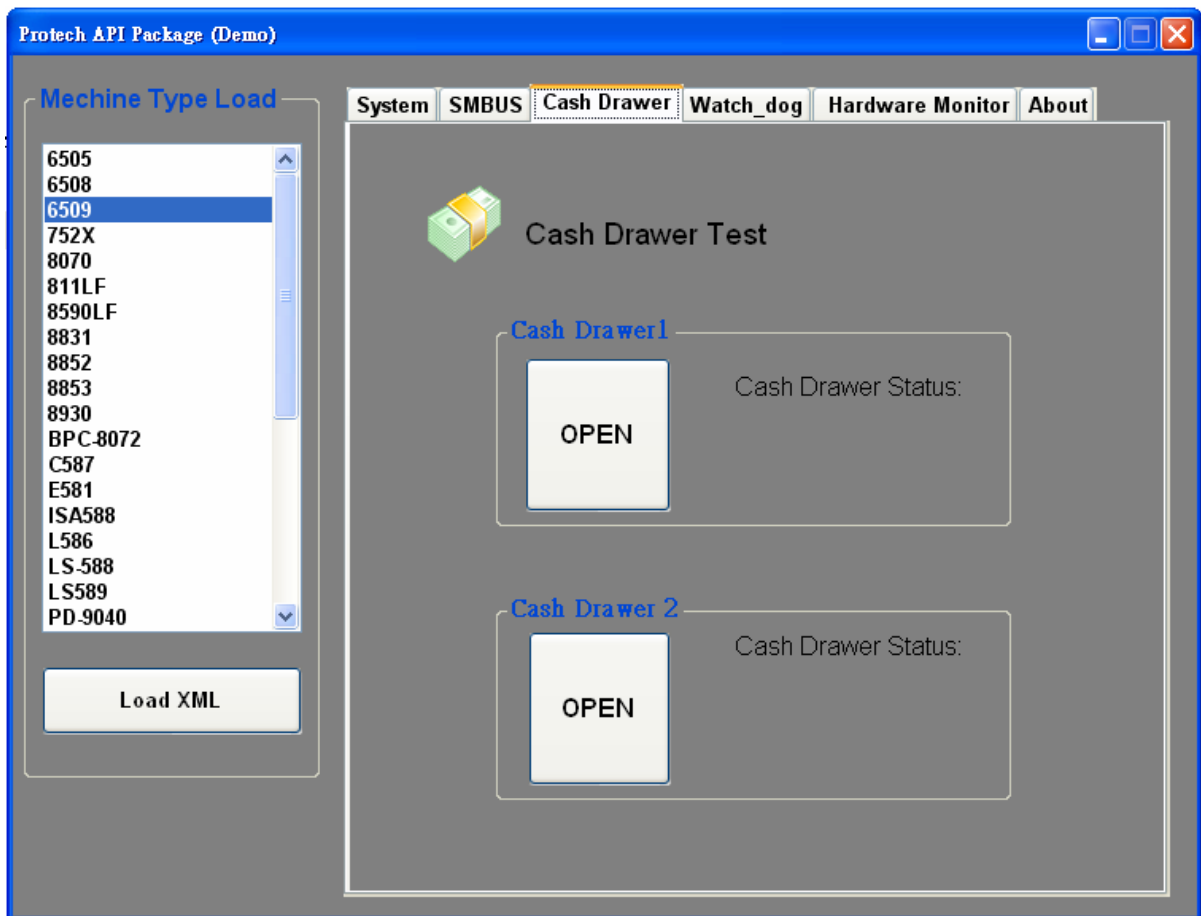 Protech API Package (Demo)
Mechine Type Load
6505
6508
6509
752X
8070
811LF
8590LF
8831
8852
8853
8930
BPC-8072
C587
E581
ISA588
L586
LS-588
LS589
PD-9040
Load XML
System SMBUS Cash Drawer Watch_dog Hardware Monitor About
Cash Drawer Test
Cash Drawer1
OPEN
Cash Drawer Status:
Cash Drawer 2
OPEN
Cash Drawer Status: